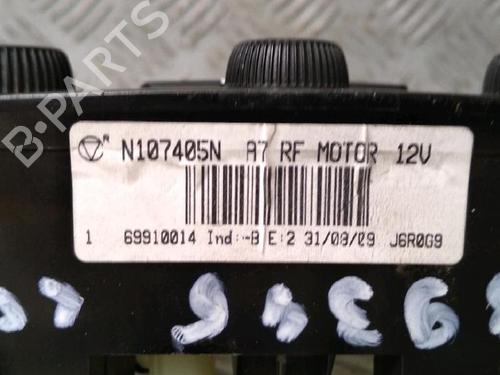 B-PARTS
N107405N A7 RF MOTOR 12V
1 69910014 Ind:-B E:2 31/08/09 J6R0G9